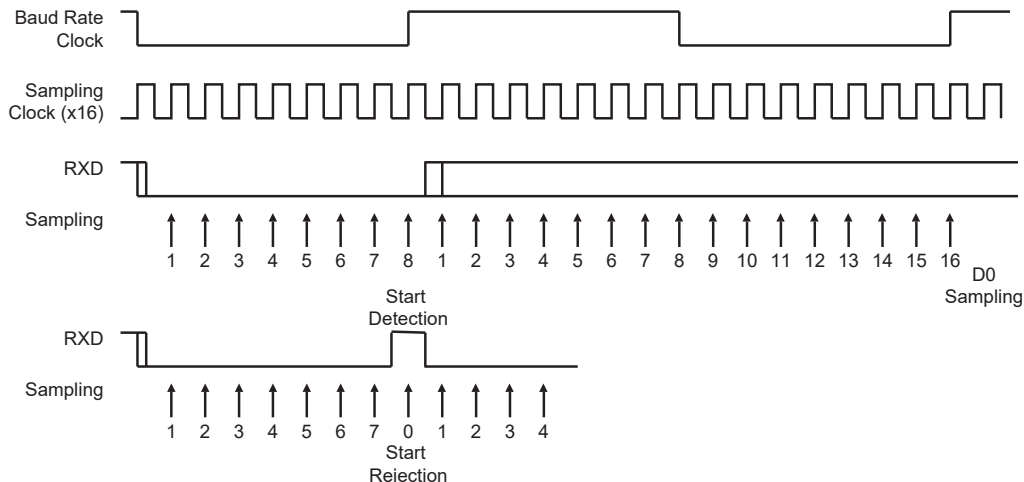 Baud Rate
Clock
Sampling
Clock (x16)
RXD
Sampling
1 2 3 4 5 6 7 8 1 2 3 4 5 6 7 8 9 10 11 12 13 14 15 16
D0
Sampling
Start
Detection
RXD
Sampling
1 2 3 4 5 6 7 0 1 2 3 4
Start
Rejection